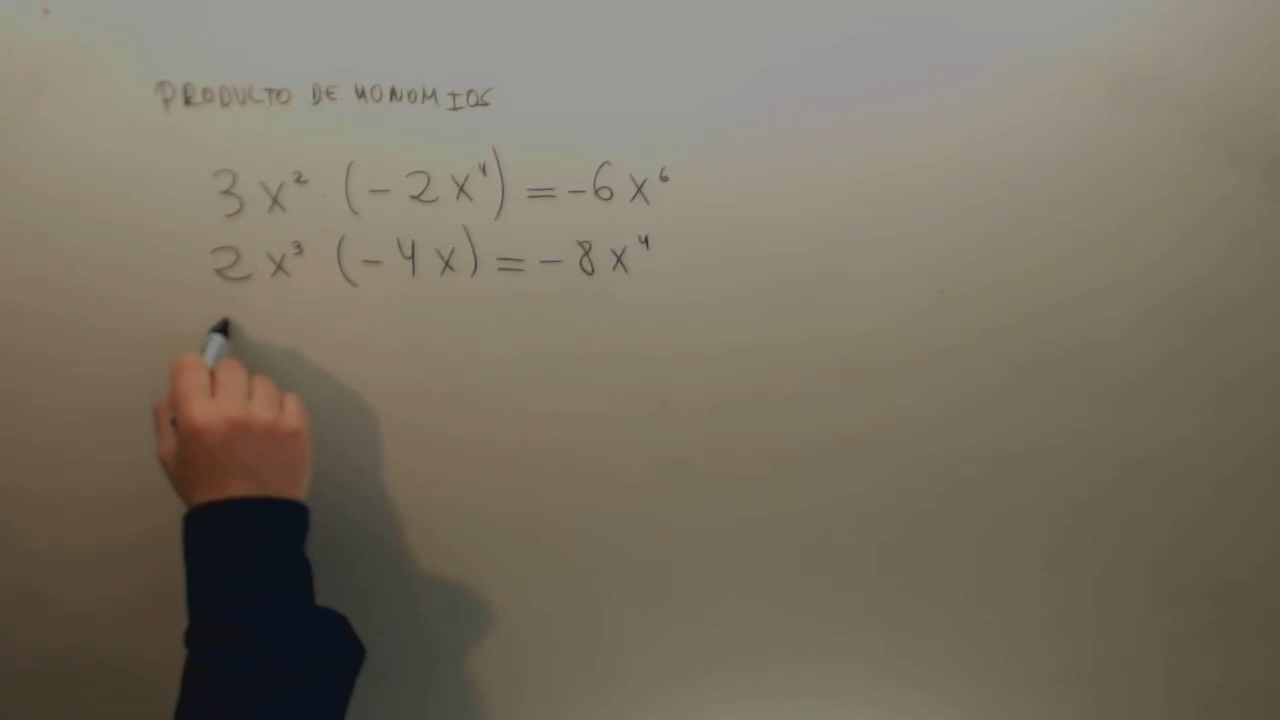 PRODUCTO DE MONOMIOS
3x² (-2x⁴) = -6x⁶
2x³ (-4x) = -8x⁴